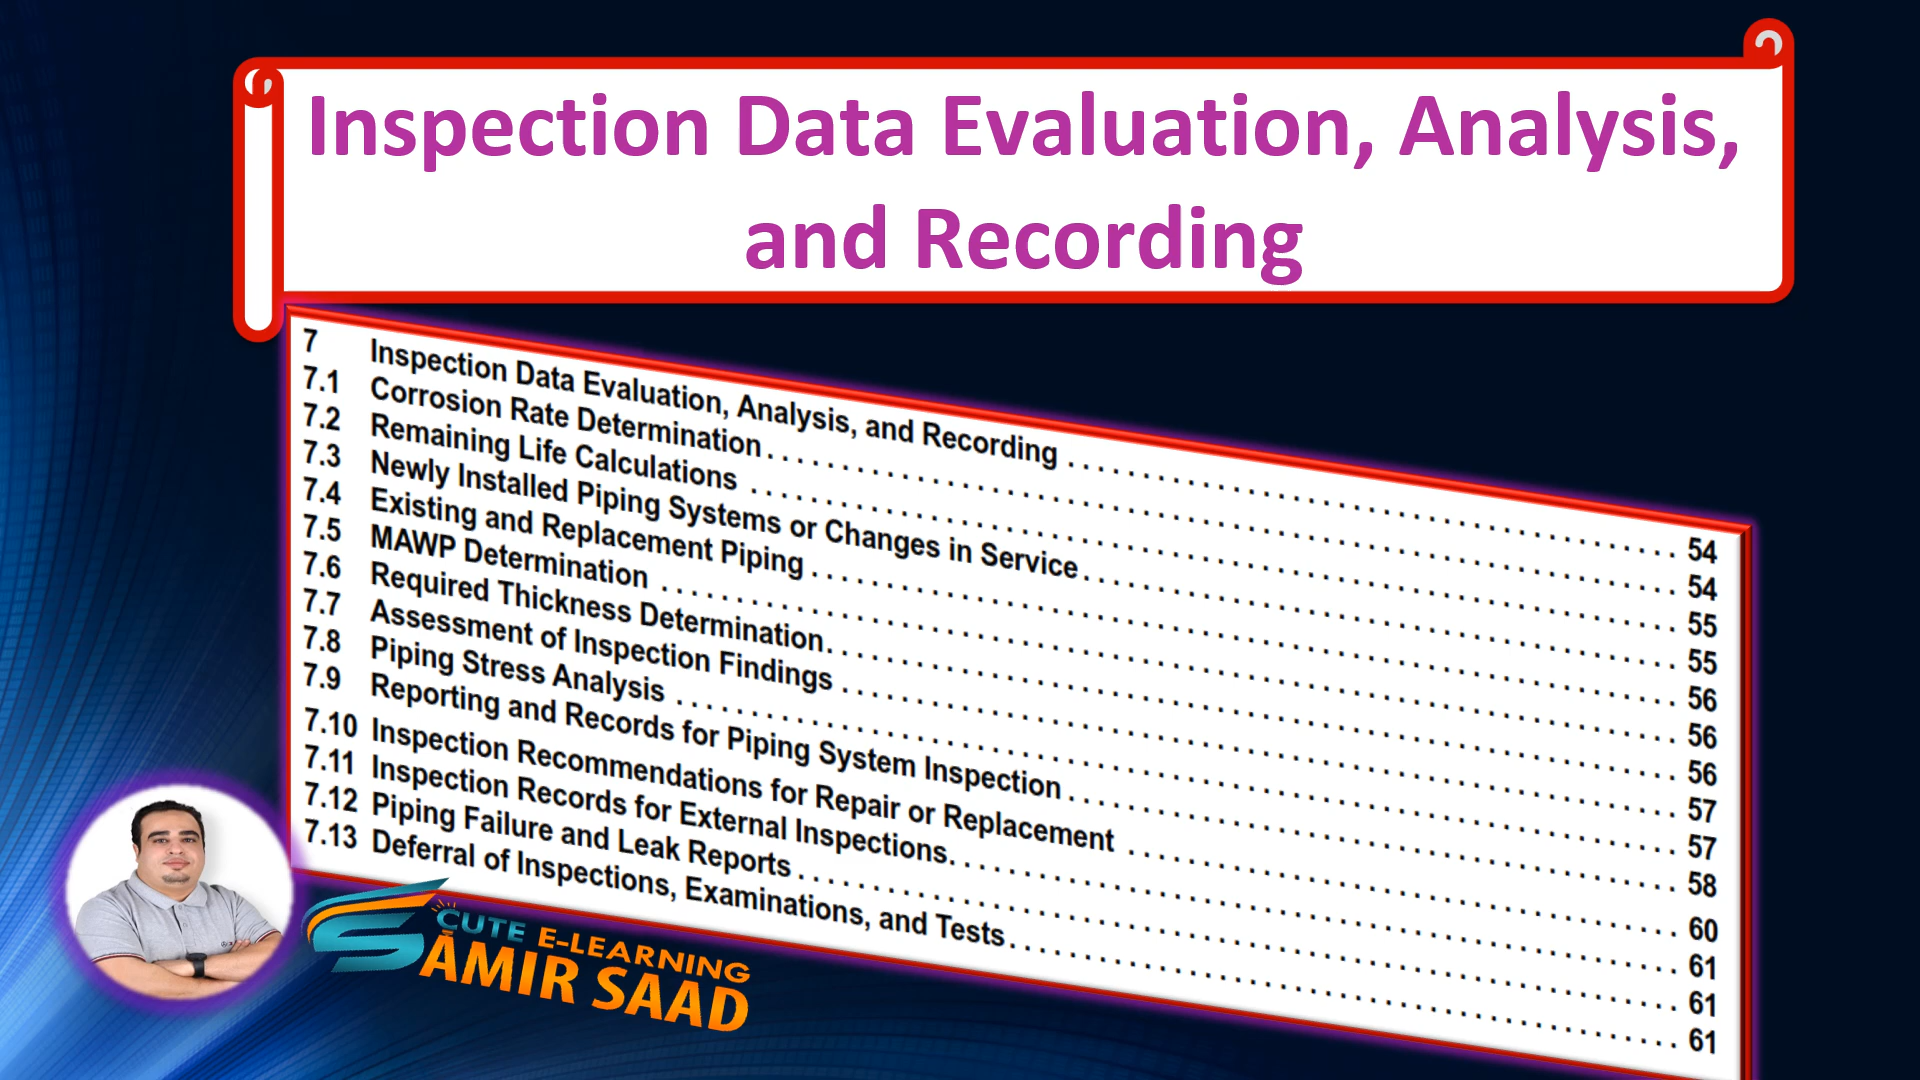 Inspection Data Evaluation, Analysis,
and Recording
7 Inspection Data Evaluation, Analysis, and Recording . . . . . . . . . . 54
7.1 Corrosion Rate Determination . . . . . . . . . . 54
7.2 Remaining Life Calculations . . . . . . . . . . 55
7.3 Newly Installed Piping Systems or Changes in Service . . . . . . . . . . 55
7.4 Existing and Replacement Piping . . . . . . . . . . 56
7.5 MAWP Determination . . . . . . . . . . 56
7.6 Required Thickness Determination . . . . . . . . . . 56
7.7 Assessment of Inspection Findings . . . . . . . . . . 57
7.8 Piping Stress Analysis . . . . . . . . . . 57
7.9 Reporting and Records for Piping System Inspection . . . . . . . . . . 58
7.10 Inspection Recommendations for Repair or Replacement . . . . . . . . . . 60
7.11 Inspection Records for External Inspections . . . . . . . . . . 61
7.12 Piping Failure and Leak Reports . . . . . . . . . . 61
7.13 Deferral of Inspections, Examinations, and Tests . . . . . . . . . . 61
CUTE E-LEARNING
SAMIR SAAD